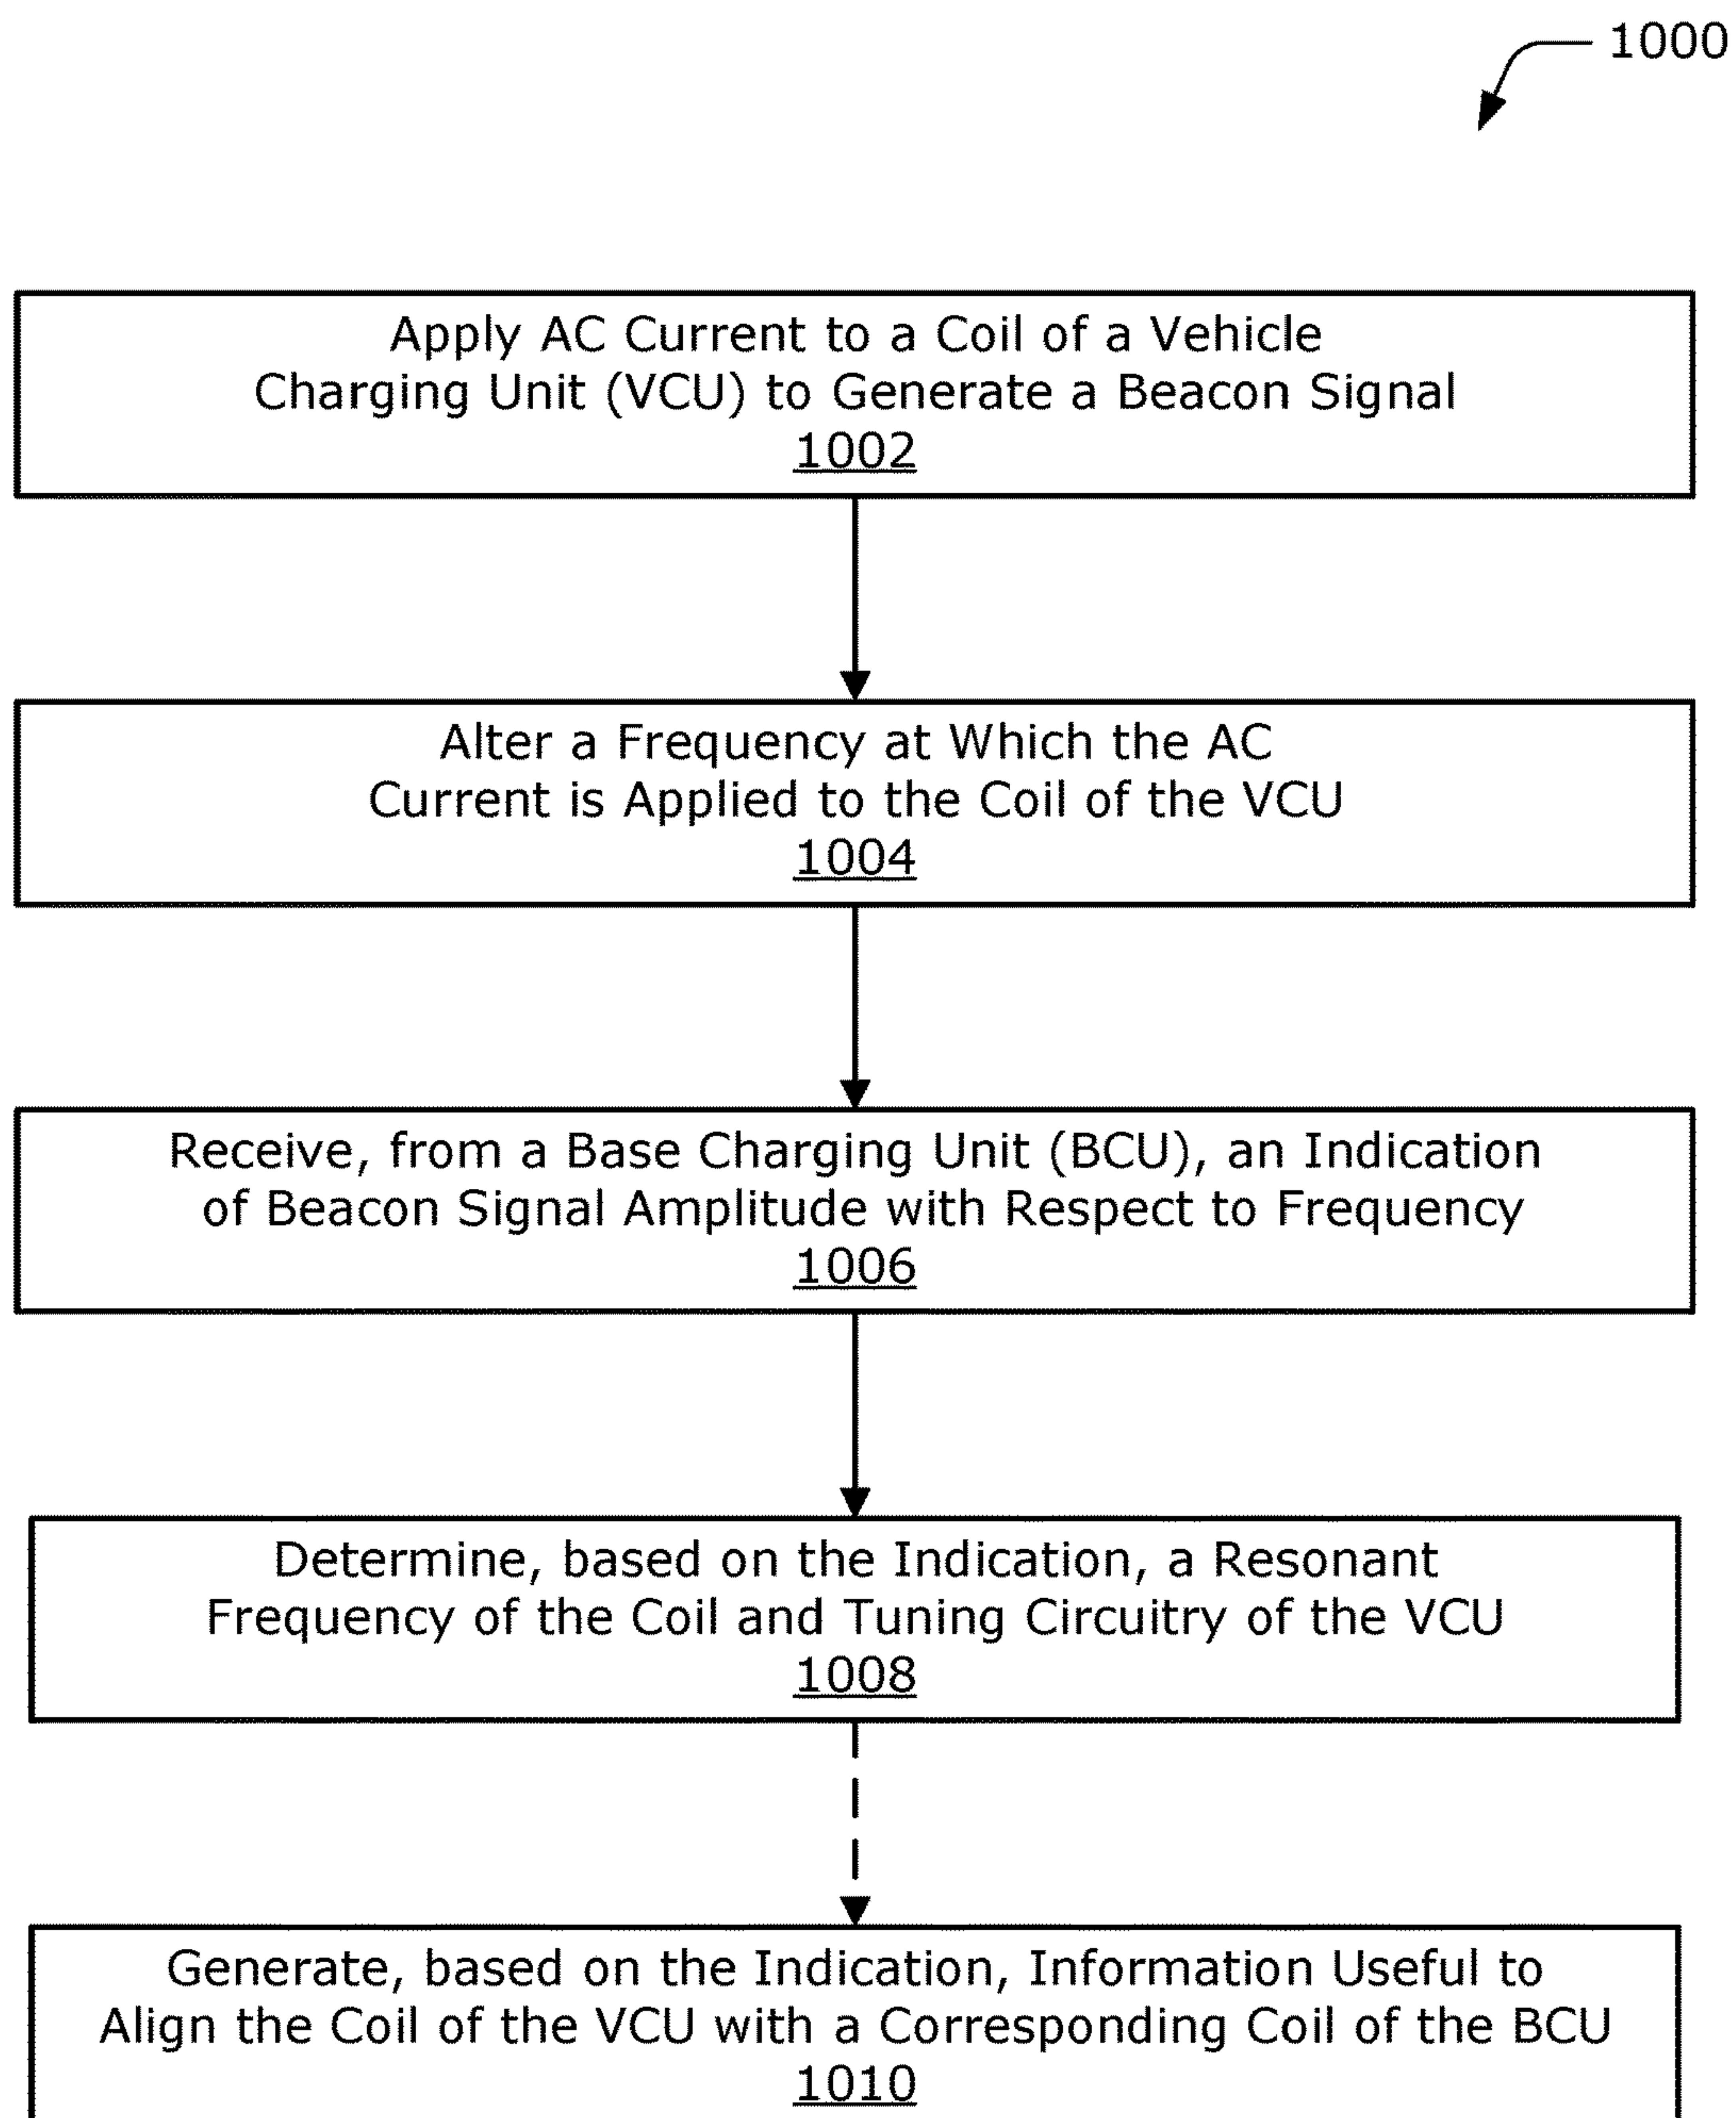 1000
Apply AC Current to a Coil of a Vehicle
Charging Unit (VCU) to Generate a Beacon Signal
1002
Alter a Frequency at Which the AC
Current is Applied to the Coil of the VCU
1004
Receive, from a Base Charging Unit (BCU), an Indication
of Beacon Signal Amplitude with Respect to Frequency
1006
Determine, based on the Indication, a Resonant
Frequency of the Coil and Tuning Circuitry of the VCU
1008
Generate, based on the Indication, Information Useful to
Align the Coil of the VCU with a Corresponding Coil of the BCU
1010